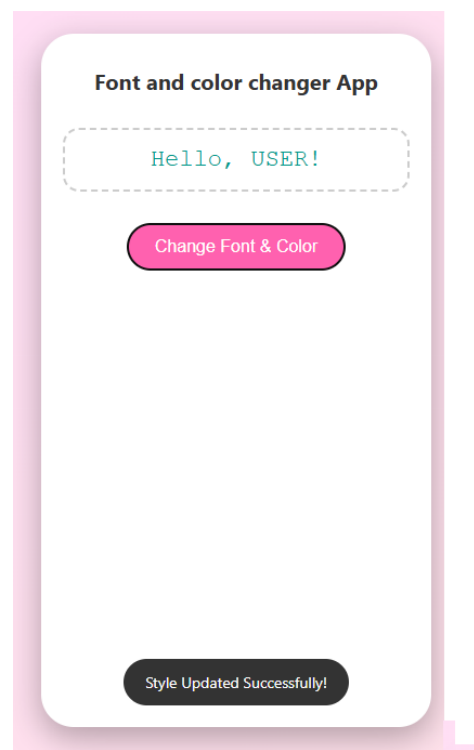 Font and color changer App
Hello, USER!
Change Font & Color
Style Updated Successfully!